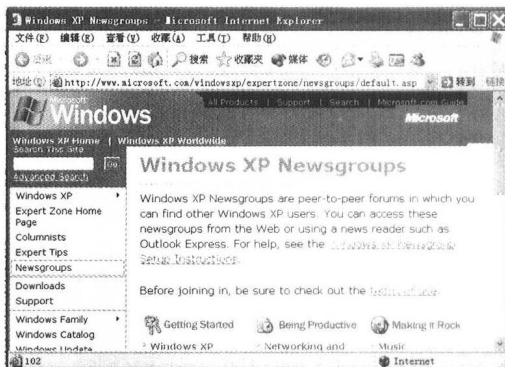 Windows XP Newsgroups - Microsoft Internet Explorer
文件(F) 编辑(E) 查看(V) 收藏(A) 工具(T) 帮助(H)
搜索 收藏夹 媒体
地址(D) http://www.microsoft.com/windowsxp/expertzone/newsgroups/default.asp 转到 链接
All Products | Support | Search | Microsoft.com Guide
Microsoft
Windows
Microsoft
Windows XP Home | Windows XP Worldwide
Search This Site
Go
Advanced Search
Windows XP
Expert Zone Home
Page
Columnists
Expert Tips
Newsgroups
Downloads
Support
Windows Family
Windows Catalog
Windows Update
Windows XP Newsgroups
Windows XP Newsgroups are peer-to-peer forums in which you
can find other Windows XP users. You can access these
newsgroups from the Web or using a news reader such as
Outlook Express. For help, see the Windows XP Newsgroup
Setup Instructions.
Before joining in, be sure to check out the
Getting Started Being Productive Making it Rock
Windows XP Networking and Music
102 Internet